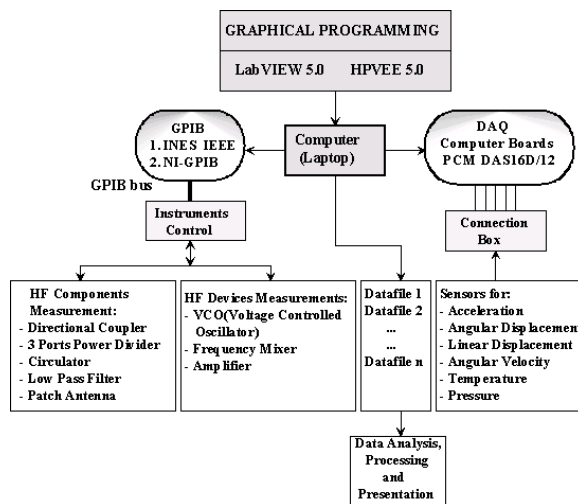 GRAPHICAL PROGRAMMING
LabVIEW 5.0 HPVEE 5.0
GPIB
1. INES IEEE
2. NI-GPIB
GPIB bus
Computer
(Laptop)
DAQ
Computer Boards
PCM DAS16D/12
Instruments
Control
Connection
Box
HF Components
Measurement:
- Directional Coupler
- 3 Ports Power Divider
- Circulator
- Low Pass Filter
- Patch Antenna
HF Devices Measurements:
- VCO(Voltage Controlled
Oscillator)
- Frequency Mixer
- Amplifier
Datafile 1
Datafile 2
...
...
Datafile n
Sensors for:
- Acceleration
- Angular Displacement
- Linear Displacement
- Angular Velocity
- Temperature
- Pressure
Data Analysis,
Processing
and
Presentation